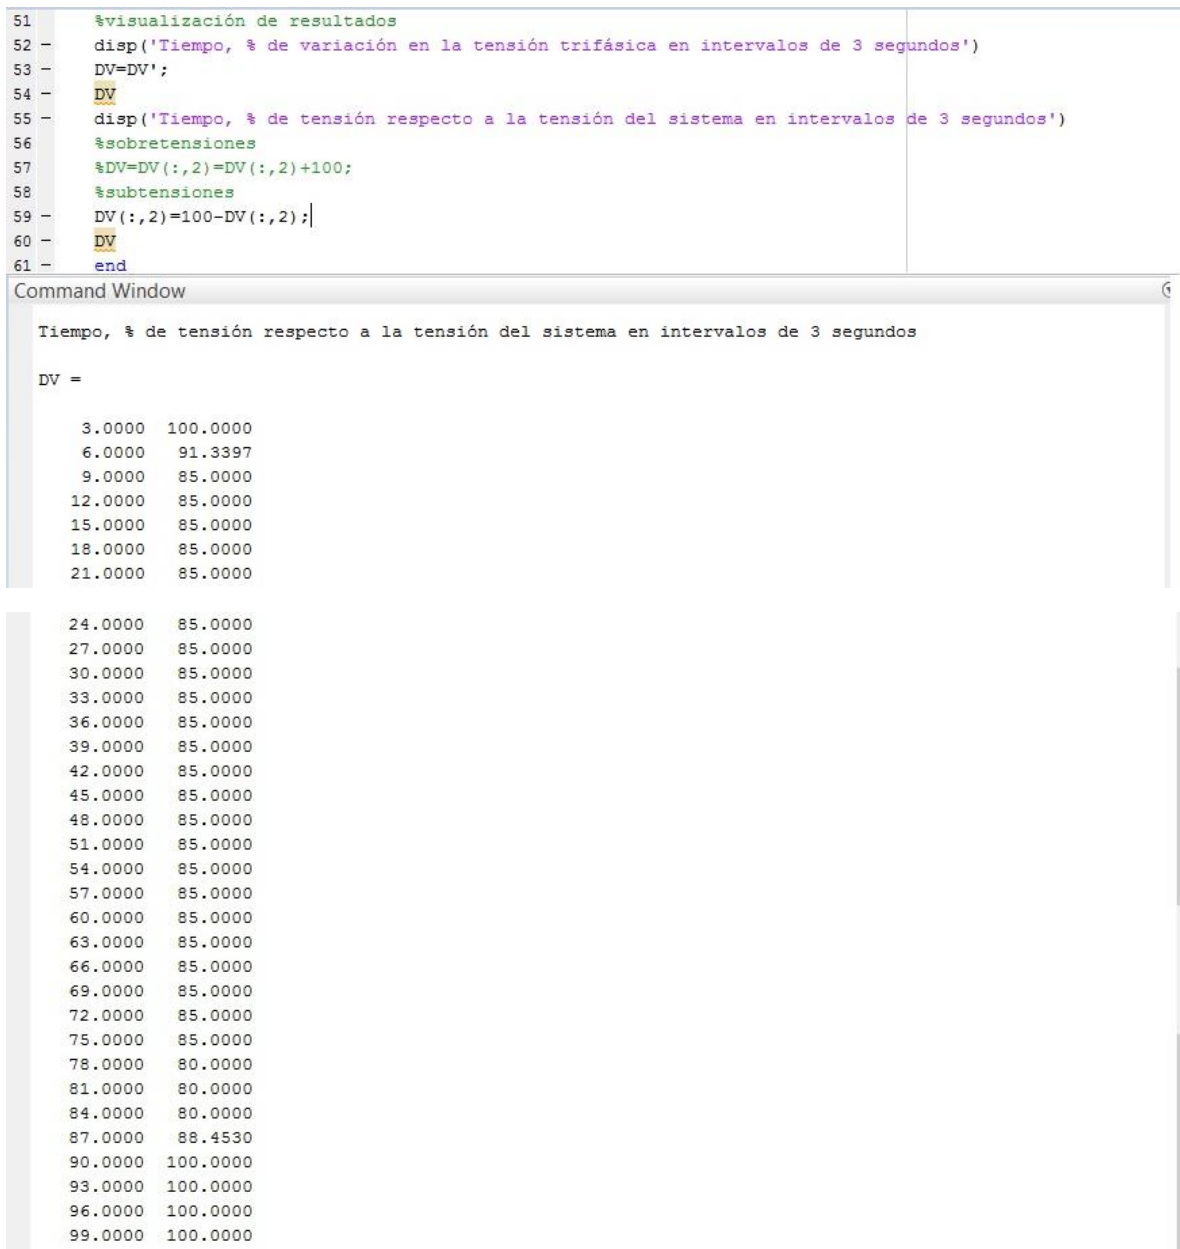 51 %visualización de resultados
52 – disp('Tiempo, % de variación en la tensión trifásica en intervalos de 3 segundos')
53 – DV=DV';
54 – DV
55 – disp('Tiempo, % de tensión respecto a la tensión del sistema en intervalos de 3 segundos')
56 %sobretensiones
57 %DV=DV(:,2)=DV(:,2)+100;
58 %subtensiones
59 – DV(:,2)=100-DV(:,2);
60 – DV
61 – end
Command Window
Tiempo, % de tensión respecto a la tensión del sistema en intervalos de 3 segundos
DV =
3.0000 100.0000
6.0000 91.3397
9.0000 85.0000
12.0000 85.0000
15.0000 85.0000
18.0000 85.0000
21.0000 85.0000
24.0000 85.0000
27.0000 85.0000
30.0000 85.0000
33.0000 85.0000
36.0000 85.0000
39.0000 85.0000
42.0000 85.0000
45.0000 85.0000
48.0000 85.0000
51.0000 85.0000
54.0000 85.0000
57.0000 85.0000
60.0000 85.0000
63.0000 85.0000
66.0000 85.0000
69.0000 85.0000
72.0000 85.0000
75.0000 85.0000
78.0000 80.0000
81.0000 80.0000
84.0000 80.0000
87.0000 88.4530
90.0000 100.0000
93.0000 100.0000
96.0000 100.0000
99.0000 100.0000